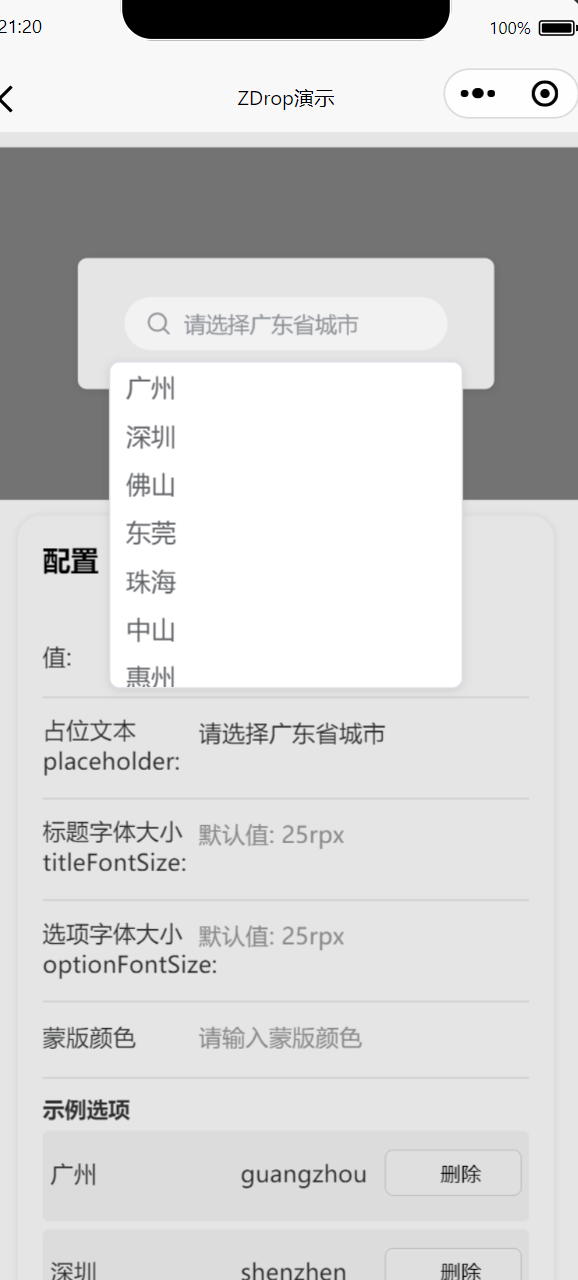 21:20
100%
ZDrop演示
请选择广东省城市
广州
深圳
佛山
东莞
珠海
中山
惠州
配置
值:
占位文本 请选择广东省城市
placeholder:
标题字体大小 默认值: 25rpx
titleFontSize:
选项字体大小 默认值: 25rpx
optionFontSize:
蒙版颜色 请输入蒙版颜色
示例选项
广州 guangzhou 删除
深圳 shenzhen 删除